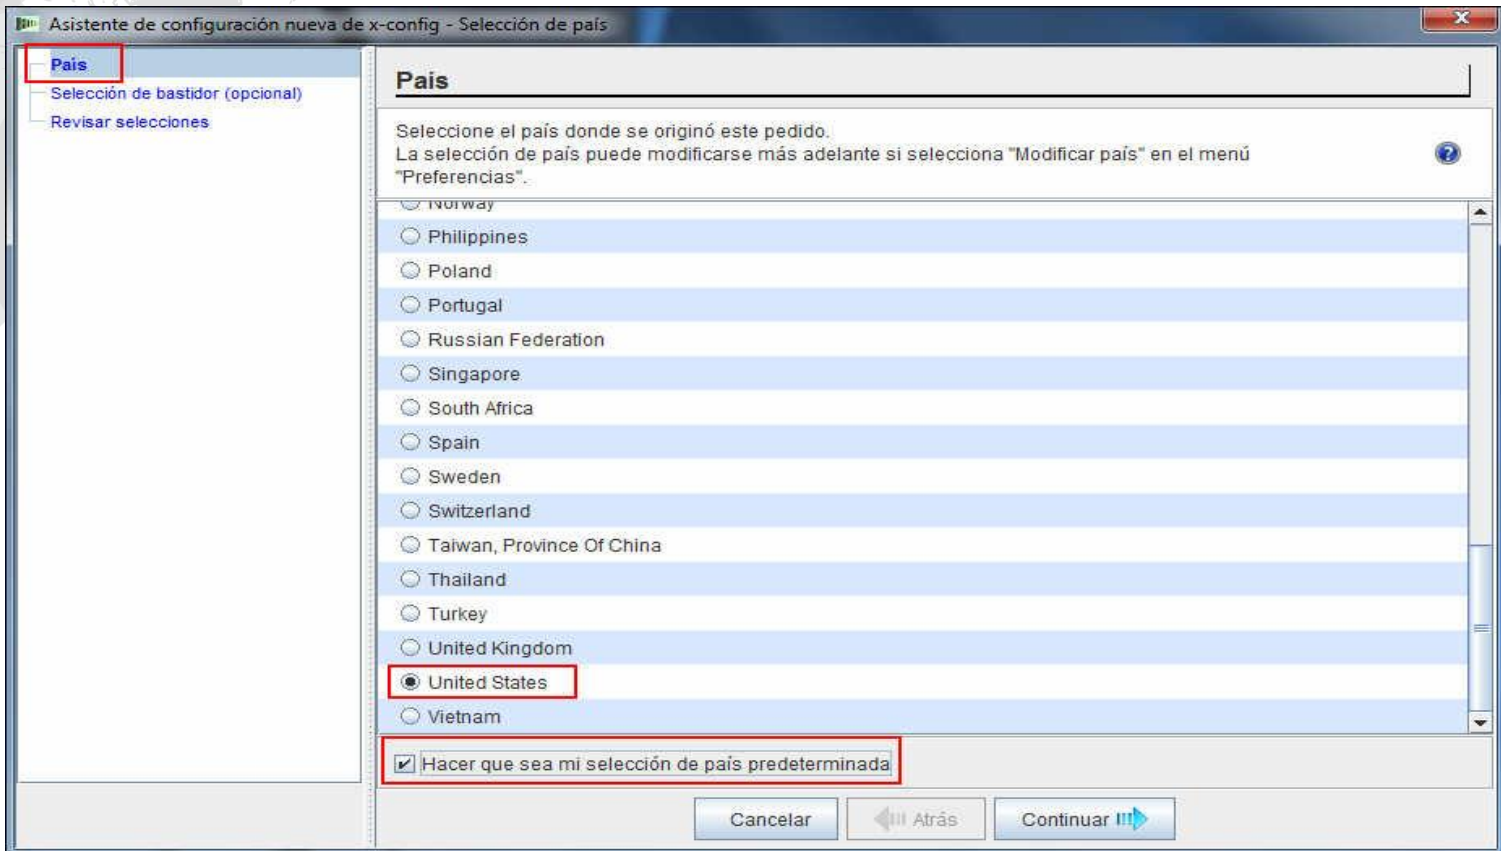 Asistente de configuración nueva de x-config - Selección de país
País
Selección de bastidor (opcional)
Revisar selecciones
País
Seleccione el país donde se originó este pedido.
La selección de país puede modificarse más adelante si selecciona "Modificar país" en el menú
"Preferencias".
Norway
Philippines
Poland
Portugal
Russian Federation
Singapore
South Africa
Spain
Sweden
Switzerland
Taiwan, Province Of China
Thailand
Turkey
United Kingdom
United States
Vietnam
Hacer que sea mi selección de país predeterminada
Cancelar
Atrás
Continuar